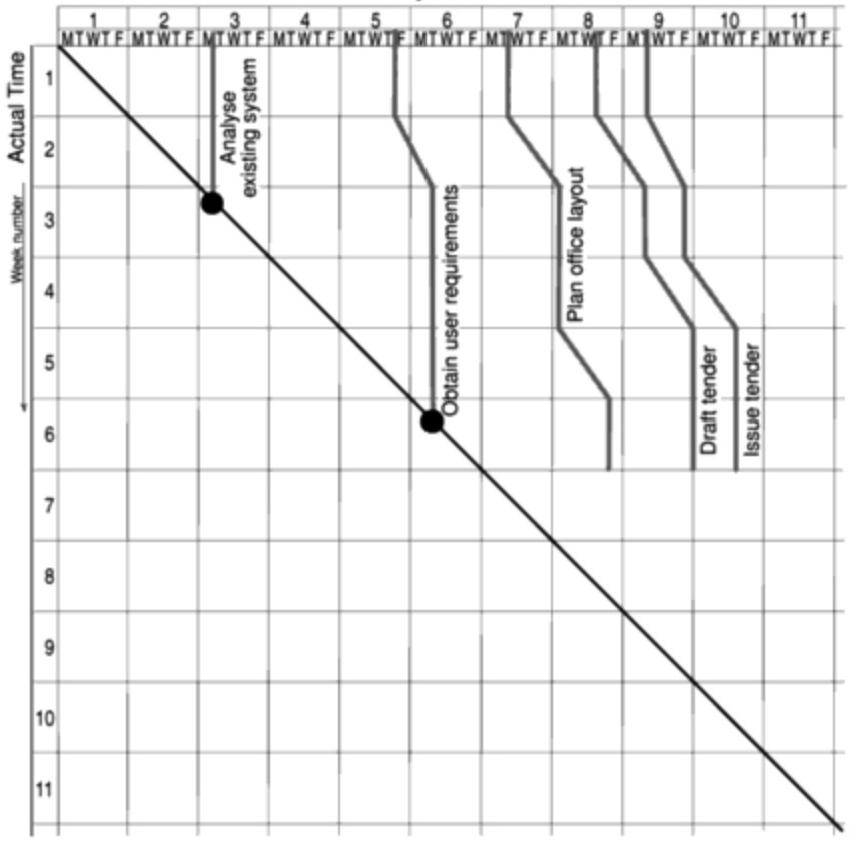 1 2 3 4 5 6 7 8 9 10 11
MTWTF MTWTF MTWTF MTWTF MTWTF MTWTF MTWTF MTWTF MTWTF MTWTF MTWTF
Actual Time
Week number
1
2
3
4
5
6
7
8
9
10
11
Analyse
existing system
Obtain user requirements
Plan office layout
Draft tender
Issue tender